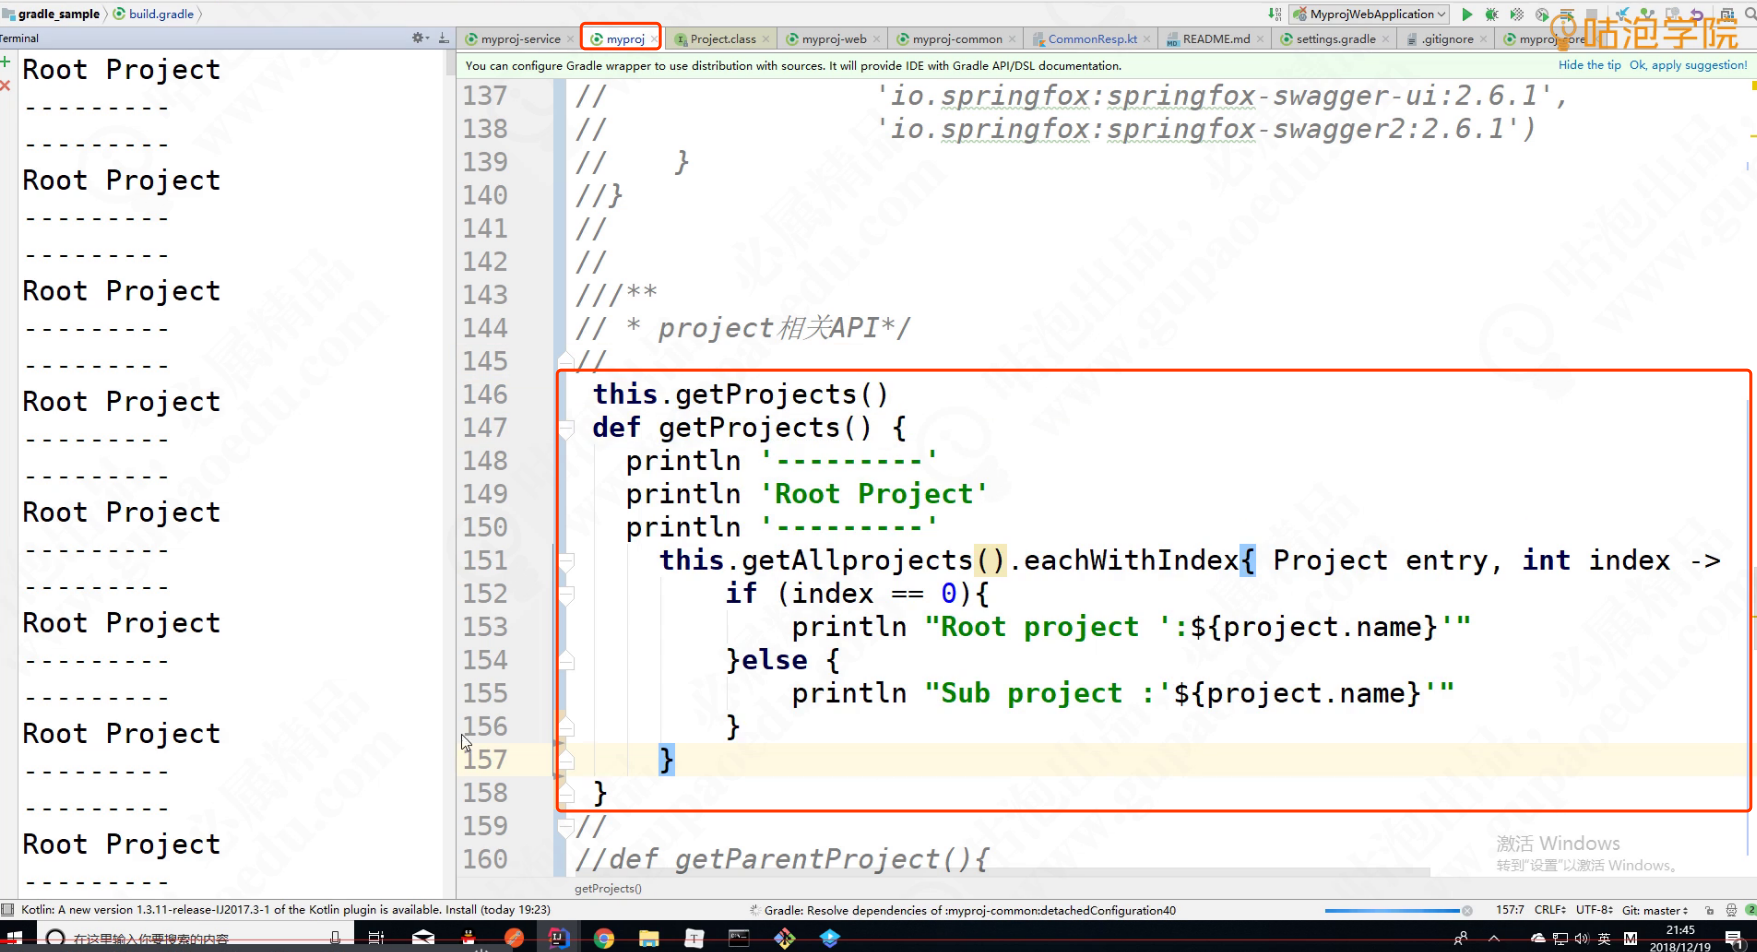 gradle_sample
build.gradle
MyprojWebApplication
Terminal
myproj-service
myproj
Project.class
myproj-web
myproj-common
CommonResp.kt
README.md
settings.gradle
.gitignore
咕泡学院
You can configure Gradle wrapper to use distribution with sources. It will provide IDE with Gradle API/DSL documentation.
Hide the tip Ok, apply suggestion!
Root Project
---------
---------
Root Project
---------
---------
Root Project
---------
---------
Root Project
---------
---------
Root Project
---------
---------
Root Project
---------
---------
Root Project
---------
---------
Root Project
---------
137 // 'io.springfox:springfox-swagger-ui:2.6.1',
138 // 'io.springfox:springfox-swagger2:2.6.1')
139 // }
140 //}
141 //
142 //
143 ///**
144 // * project相关API*/
145 //
146 this.getProjects()
147 def getProjects() {
148 println '---------'
149 println 'Root Project'
150 println '---------'
151 this.getAllprojects().eachWithIndex{ Project entry, int index ->
152 if (index == 0){
153 println "Root project ':${project.name}'"
154 }else {
155 println "Sub project :'${project.name}'"
156 }
157 }
158 }
159 //
160 //def getParentProject(){
激活 Windows
转到"设置"以激活 Windows。
getProjects()
Kotlin: A new version 1.3.11-release-IJ2017.3-1 of the Kotlin plugin is available. Install (today 19:23)
Gradle: Resolve dependencies of :myproj-common:detachedConfiguration40
157:7 CRLF÷ UTF-8÷ Git: master÷
在这里输入你要搜索的内容
英
M
21:45
2018/12/19